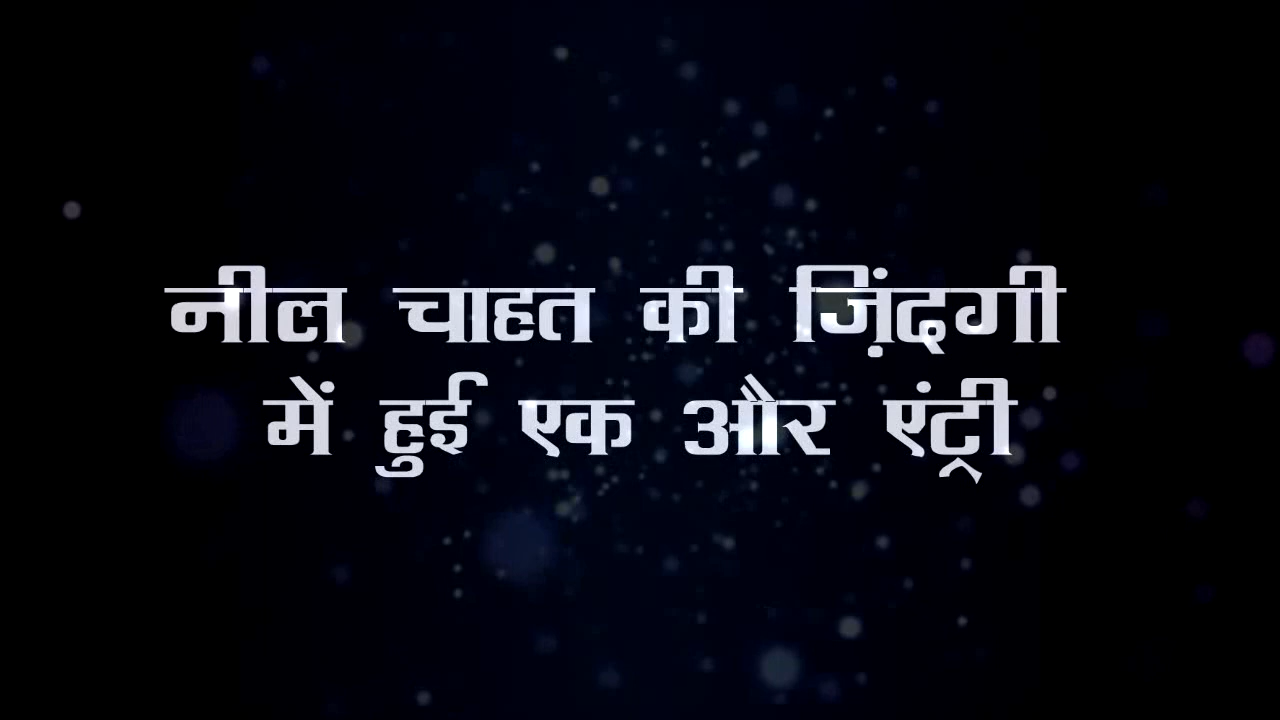 नील चाहत की ज़िंदगी
में हुई एक और एंट्री